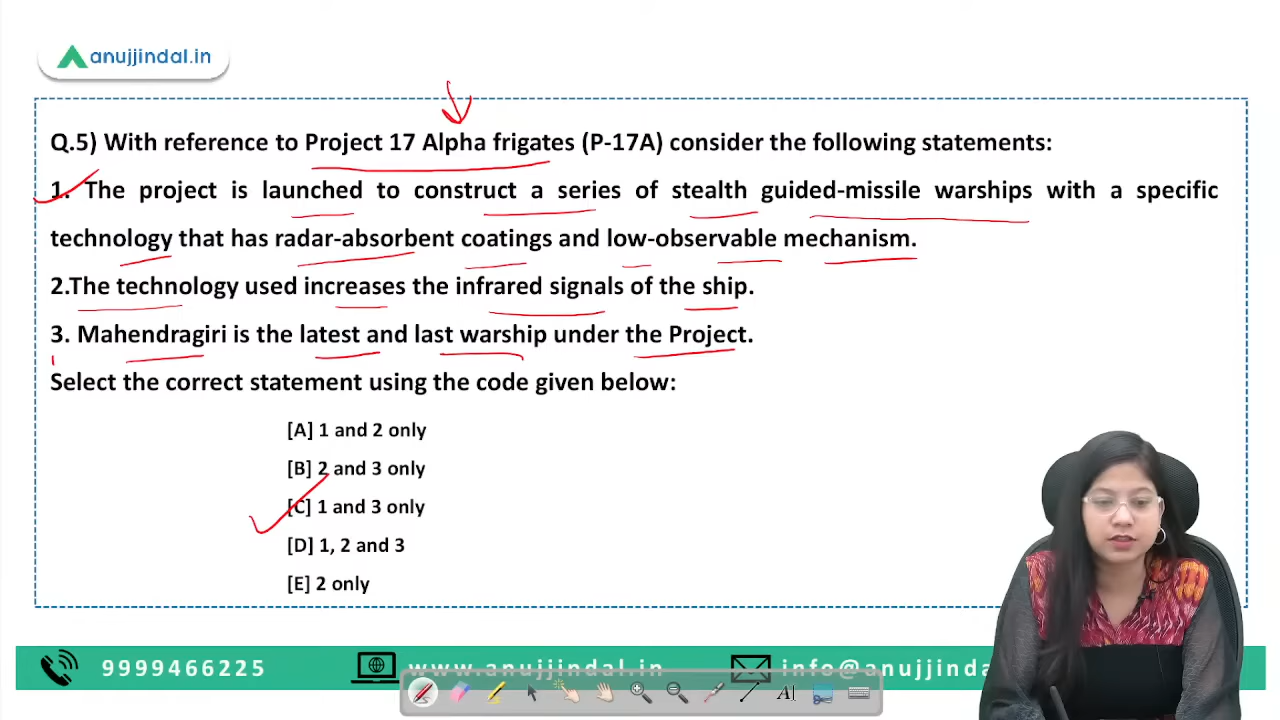 anujjindal.in
Q.5) With reference to Project 17 Alpha frigates (P-17A) consider the following statements:
1. The project is launched to construct a series of stealth guided-missile warships with a specific
technology that has radar-absorbent coatings and low-observable mechanism.
2.The technology used increases the infrared signals of the ship.
3. Mahendragiri is the latest and last warship under the Project.
Select the correct statement using the code given below:
[A] 1 and 2 only
[B] 2 and 3 only
[C] 1 and 3 only
[D] 1, 2 and 3
[E] 2 only
9999466225 www.anujjindal.in info@anujjinda